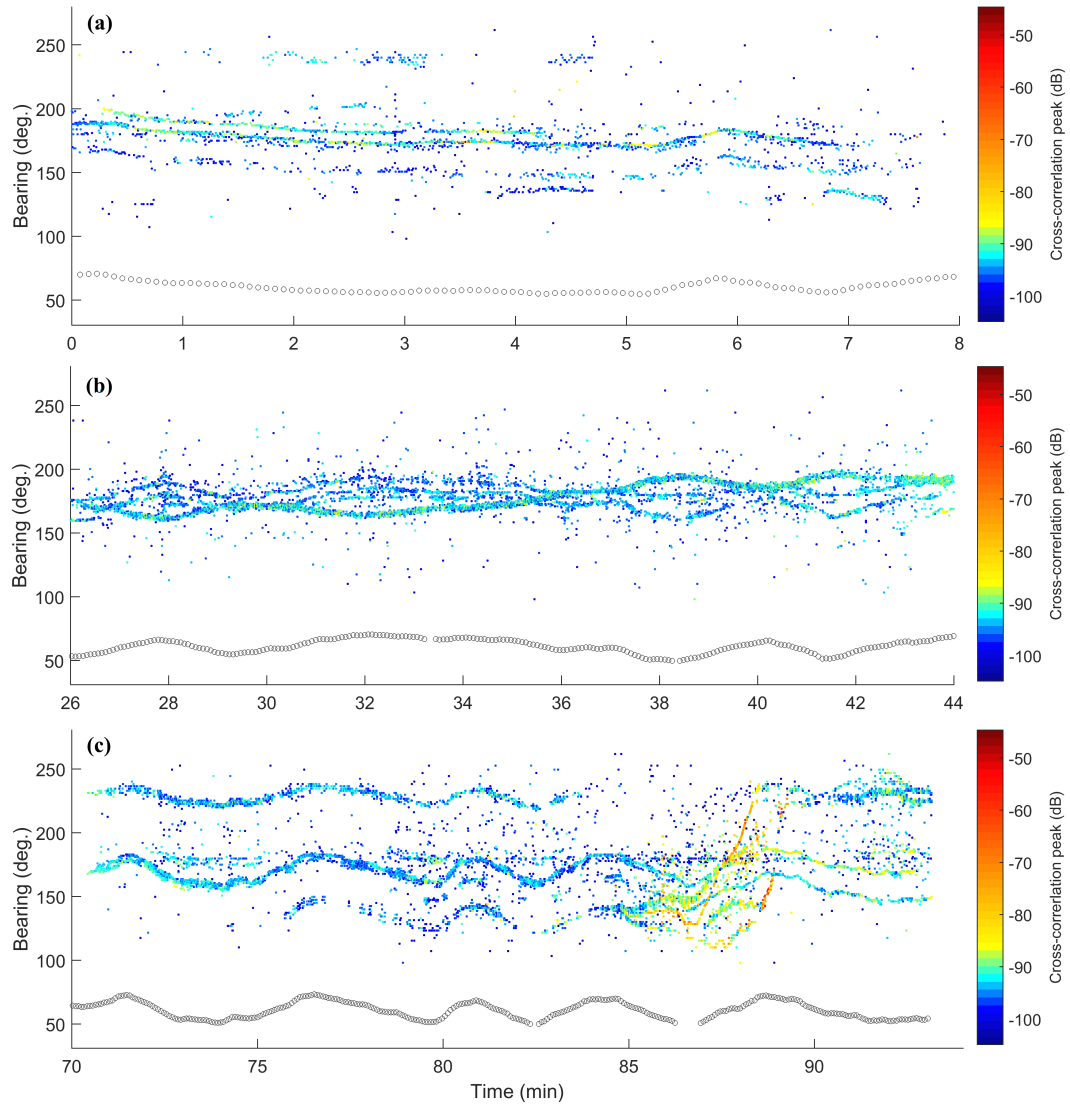 (a)
250
200
150
100
50
Bearing (deg.)
0 1 2 3 4 5 6 7 8
-50
-60
-70
-80
-90
-100
Cross-correrlation peak (dB)
(b)
250
200
150
100
50
Bearing (deg.)
26 28 30 32 34 36 38 40 42 44
-50
-60
-70
-80
-90
-100
Cross-correrlation peak (dB)
(c)
250
200
150
100
50
Bearing (deg.)
70 75 80 85 90
Time (min)
-50
-60
-70
-80
-90
-100
Cross-correrlation peak (dB)